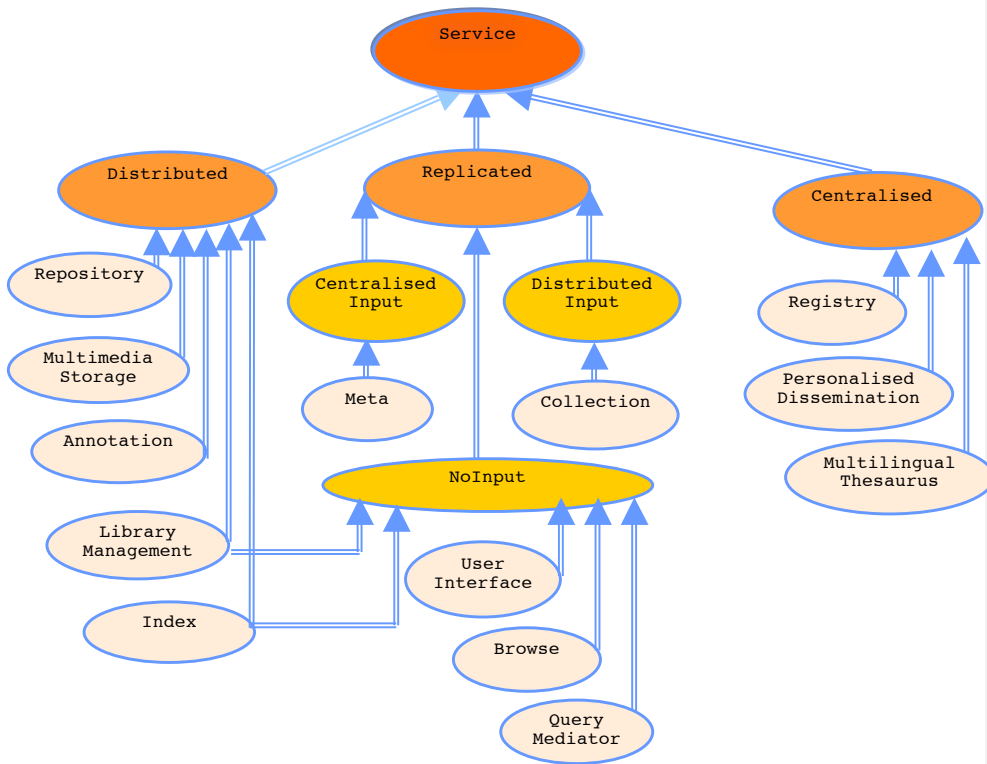 Service
Distributed
Replicated
Centralised
Repository
Centralised
Input
Distributed
Input
Registry
Multimedia
Storage
Meta
Collection
Personalised
Dissemination
Annotation
NoInput
Multilingual
Thesaurus
Library
Management
User
Interface
Index
Browse
Query
Mediator